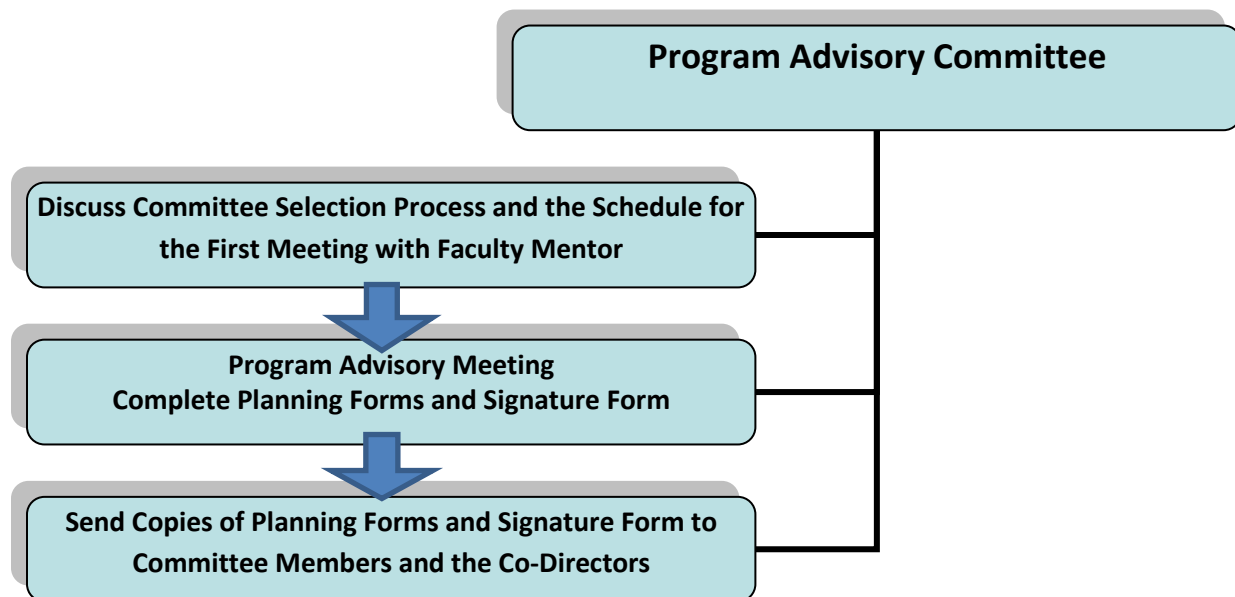 Program Advisory Committee
Discuss Committee Selection Process and the Schedule for
the First Meeting with Faculty Mentor
Program Advisory Meeting
Complete Planning Forms and Signature Form
Send Copies of Planning Forms and Signature Form to
Committee Members and the Co-Directors